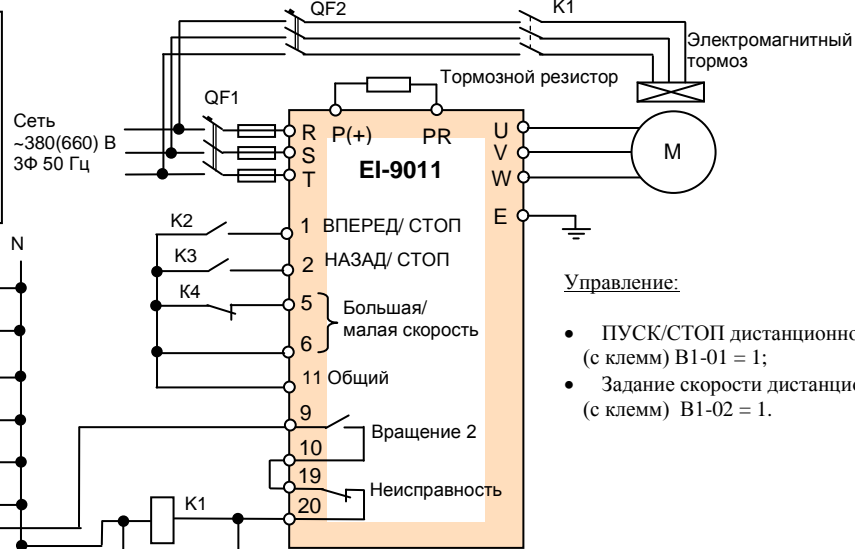 QF2
K1
Электромагнитный
тормоз
Тормозной резистор
QF1
Сеть
~380(660) В
3Ф 50 Гц
R
S
T
P(+)
PR
EI-9011
U
V
W
E
M
N
K2
1
ВПЕРЕД/ СТОП
K3
2
НАЗАД/ СТОП
К4
5
Большая/
малая скорость
6
11 Общий
9
Вращение 2
10
19
Неисправность
20
K1
Управление:
• ПУСК/СТОП дистанционно
(с клемм) B1-01 = 1;
• Задание скорости дистанцио
(с клемм) B1-02 = 1.